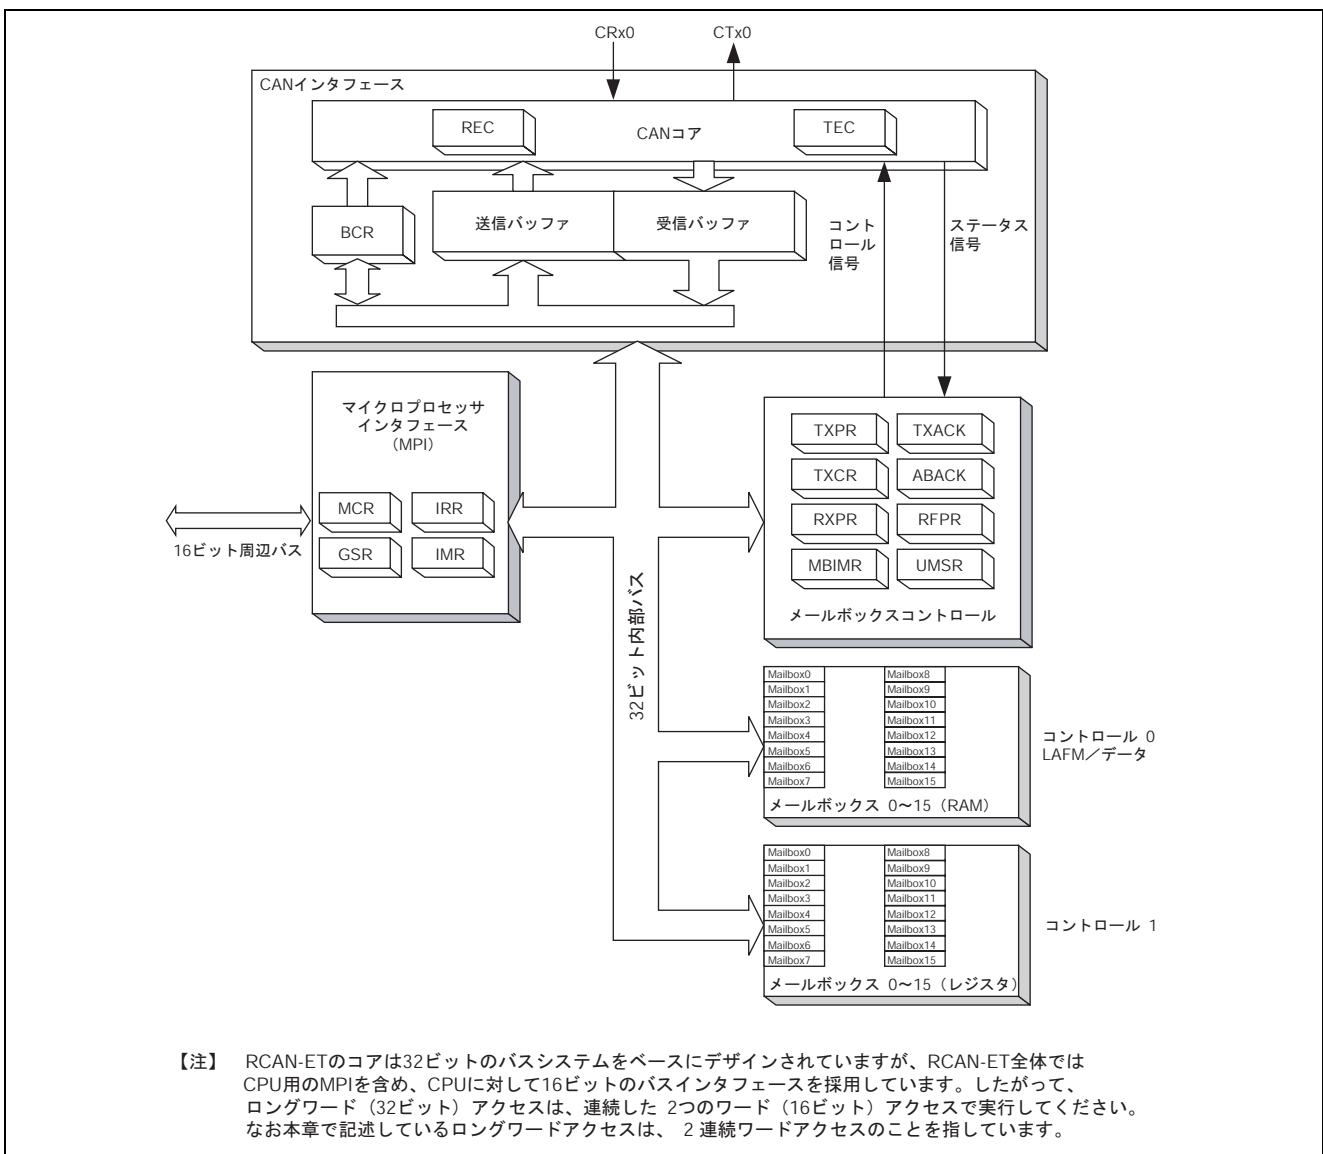 CRx0
CTx0
CANインタフェース
REC
CANコア
TEC
BCR
送信バッファ
受信バッファ
コント
ロール
信号
ステータス
信号
マイクロプロセッサ
インタフェース
(MPI)
MCR
IRR
GSR
IMR
16ビット周辺バス
32ビット内部バス
TXPR
TXACK
TXCR
ABACK
RXPR
RFPR
MBIMR
UMSR
メールボックスコントロール
Mailbox0
Mailbox1
Mailbox2
Mailbox3
Mailbox4
Mailbox5
Mailbox6
Mailbox7
Mailbox8
Mailbox9
Mailbox10
Mailbox11
Mailbox12
Mailbox13
Mailbox14
Mailbox15
メールボックス 0〜15(RAM)
コントロール 0
LAFM/データ
Mailbox0
Mailbox1
Mailbox2
Mailbox3
Mailbox4
Mailbox5
Mailbox6
Mailbox7
Mailbox8
Mailbox9
Mailbox10
Mailbox11
Mailbox12
Mailbox13
Mailbox14
Mailbox15
メールボックス 0〜15(レジスタ)
コントロール 1
【注】 RCAN-ETのコアは32ビットのバスシステムをベースにデザインされていますが、RCAN-ET全体では
CPU用のMPIを含め、CPUに対して16ビットのバスインタフェースを採用しています。したがって、
ロングワード(32ビット)アクセスは、連続した 2つのワード(16ビット)アクセスで実行してください。
なお本章で記述しているロングワードアクセスは、 2 連続ワードアクセスのことを指しています。